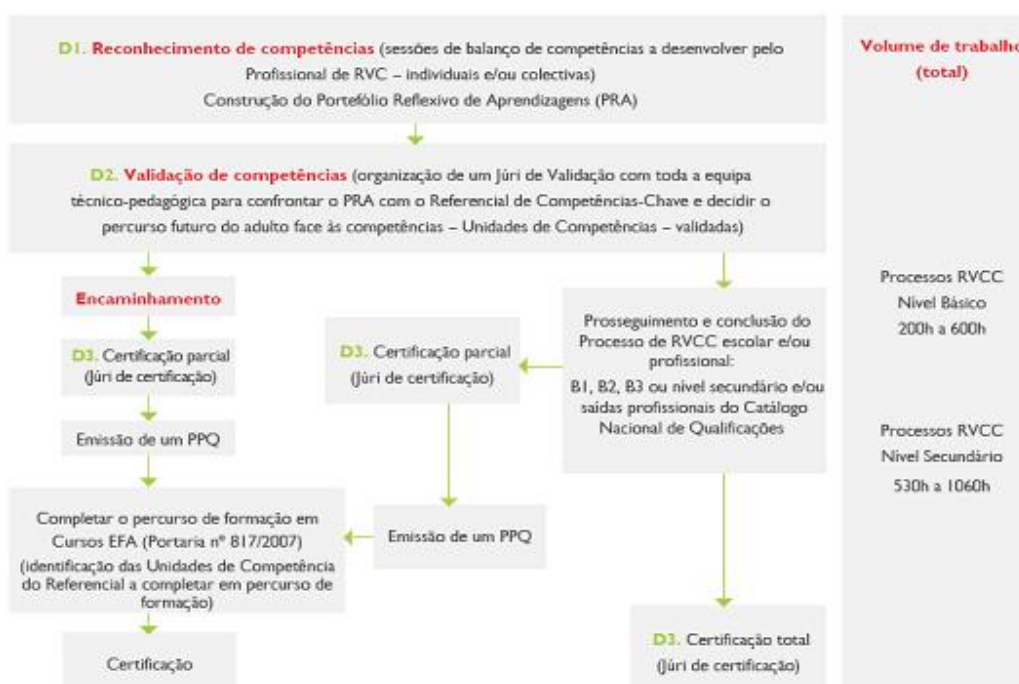 D1. Reconhecimento de competências (sessões de balanço de competências a desenvolver pelo
Profissional de RVC – individuais e/ou colectivas)
Construção do Portefólio Reflexivo de Aprendizagens (PRA)
D2. Validação de competências (organização de um Júri de Validação com toda a equipa
técnico-pedagógica para confrontar o PRA com o Referencial de Competências-Chave e decidir o
percurso futuro do adulto face às competências – Unidades de Competências – validadas)
Encaminhamento
D3. Certificação parcial
(Júri de certificação)
Emissão de um PPQ
Completar o percurso de formação em
Cursos EFA (Portaria nº 817/2007)
(identificação das Unidades de Competência
do Referencial a completar em percurso de
formação)
Certificação
D3. Certificação parcial
(Júri de certificação)
Emissão de um PPQ
Prosseguimento e conclusão do
Processo de RVCC escolar e/ou
profissional:
B1, B2, B3 ou nível secundário e/ou
saídas profissionais do Catálogo
Nacional de Qualificações
D3. Certificação total
(Júri de certificação)
Volume de trabalho
(total)
Processos RVCC
Nível Básico
200h a 600h
Processos RVCC
Nível Secundário
530h a 1060h